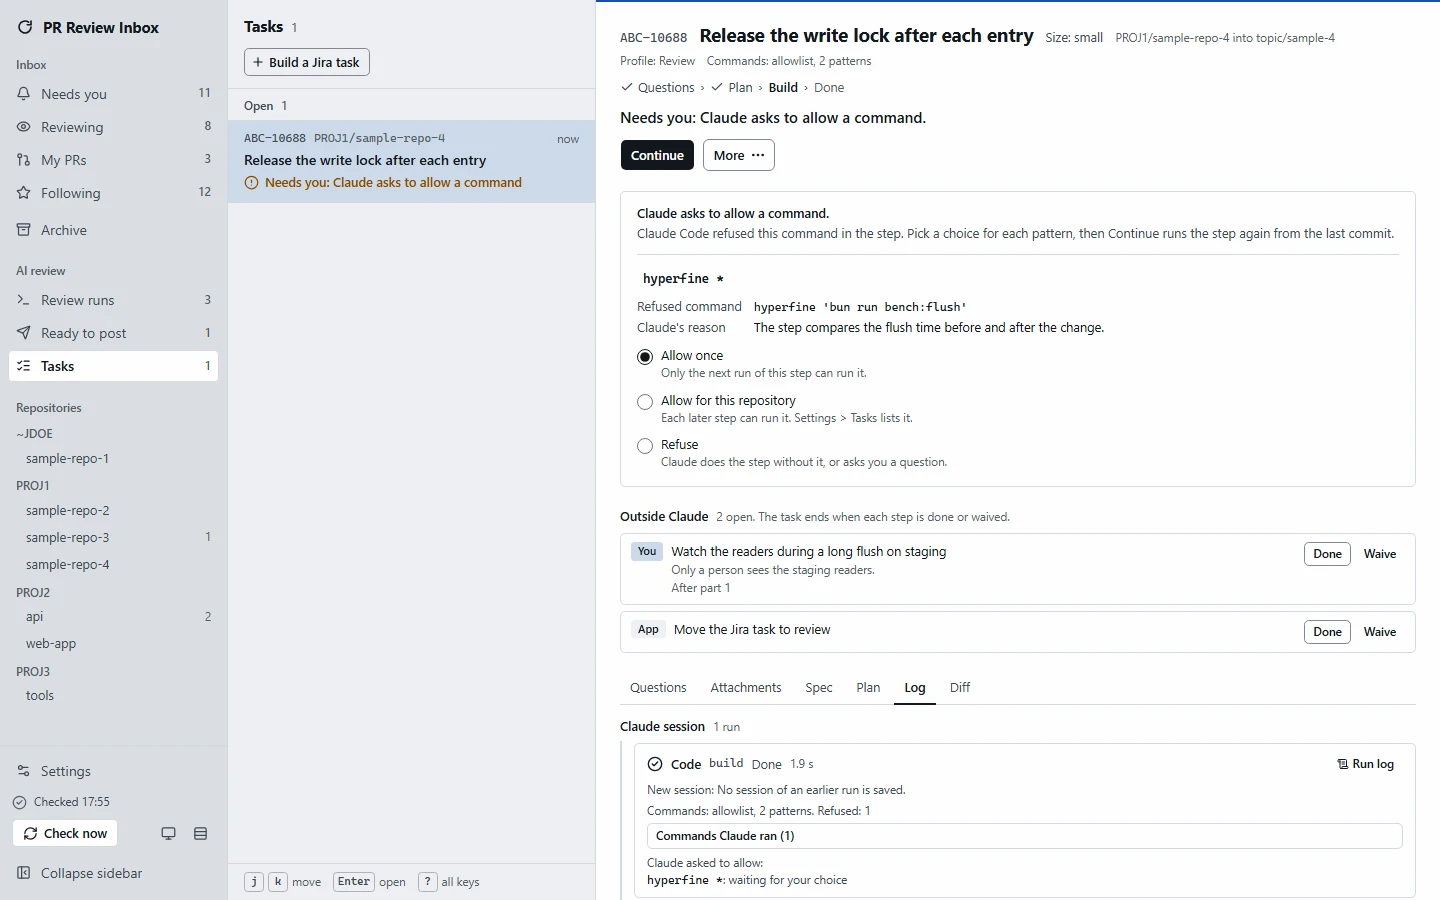 PR Review Inbox
Inbox
Needs you 11
Reviewing 8
My PRs 3
Following 12
Archive
AI review
Review runs 3
Ready to post 1
Tasks 1
Repositories
~JDOE
sample-repo-1
PROJ1
sample-repo-2
sample-repo-3 1
sample-repo-4
PROJ2
api 2
web-app
PROJ3
tools
Settings
Checked 17:55
Check now
Collapse sidebar
Tasks 1
+ Build a Jira task
Open 1
ABC-10688 PROJ1/sample-repo-4 now
Release the write lock after each entry
Needs you: Claude asks to allow a command
j k move Enter open ? all keys
ABC-10688 Release the write lock after each entry Size: small PROJ1/sample-repo-4 into topic/sample-4
Profile: Review Commands: allowlist, 2 patterns
Questions › Plan › Build › Done
Needs you: Claude asks to allow a command.
Continue More ···
Claude asks to allow a command.
Claude Code refused this command in the step. Pick a choice for each pattern, then Continue runs the step again from the last commit.
hyperfine *
Refused command hyperfine 'bun run bench:flush'
Claude's reason The step compares the flush time before and after the change.
Allow once
Only the next run of this step can run it.
Allow for this repository
Each later step can run it. Settings > Tasks lists it.
Refuse
Claude does the step without it, or asks you a question.
Outside Claude 2 open. The task ends when each step is done or waived.
You Watch the readers during a long flush on staging Done Waive
Only a person sees the staging readers.
After part 1
App Move the Jira task to review Done Waive
Questions Attachments Spec Plan Log Diff
Claude session 1 run
Code build Done 1.9 s Run log
New session: No session of an earlier run is saved.
Commands: allowlist, 2 patterns. Refused: 1
Commands Claude ran (1)
Claude asked to allow:
hyperfine *: waiting for your choice